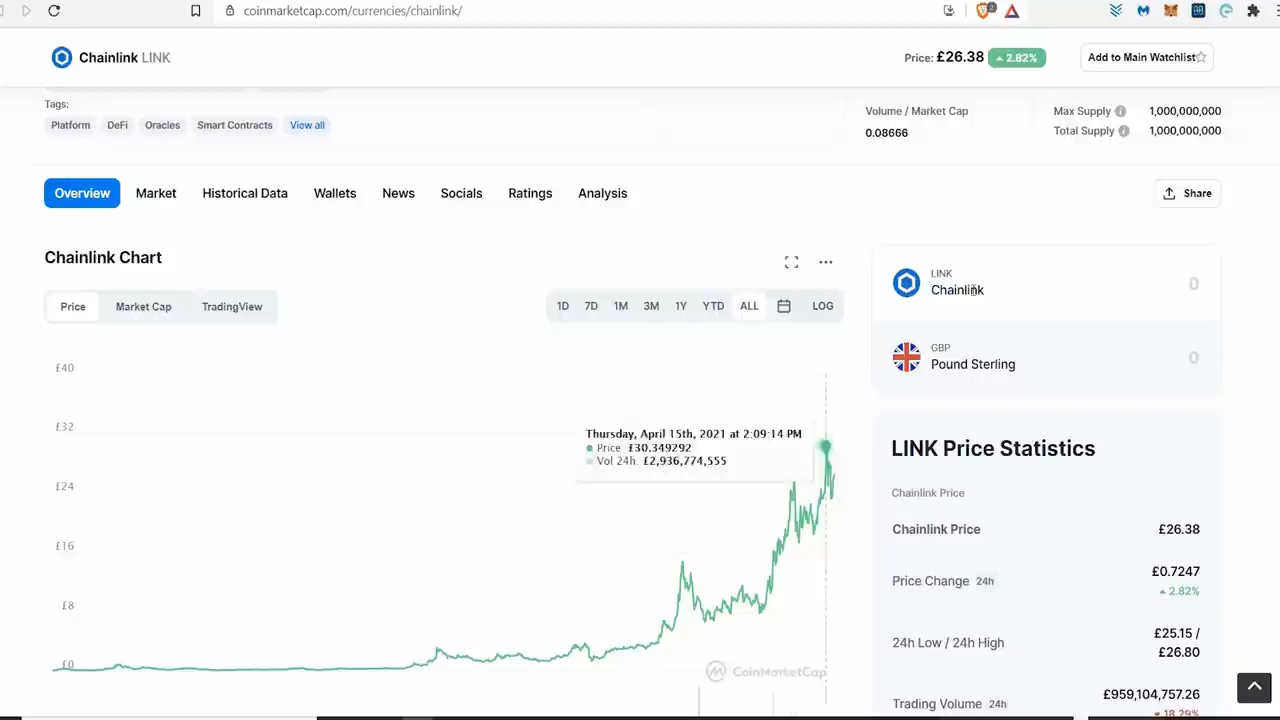 coinmarketcap.com/currencies/chainlink/
Chainlink LINK
Price: £26.38 2.82%
Add to Main Watchlist
Tags:
Platform DeFi Oracles Smart Contracts View all
Volume / Market Cap
0.08666
Max Supply 1,000,000,000
Total Supply 1,000,000,000
Overview Market Historical Data Wallets News Socials Ratings Analysis
Share
Chainlink Chart
Price Market Cap TradingView
1D 7D 1M 3M 1Y YTD ALL LOG
£40
£32
£24
£16
£8
£0
Thursday, April 15th, 2021 at 2:09:14 PM
Price £30.349292
Vol 24h. £2,936,774,555
CoinMarketCap
LINK
Chainlink
0
GBP
Pound Sterling
0
LINK Price Statistics
Chainlink Price
Chainlink Price £26.38
Price Change 24h £0.7247
2.82%
24h Low / 24h High £25.15 /
£26.80
Trading Volume 24h £959,104,757.26
18.29%